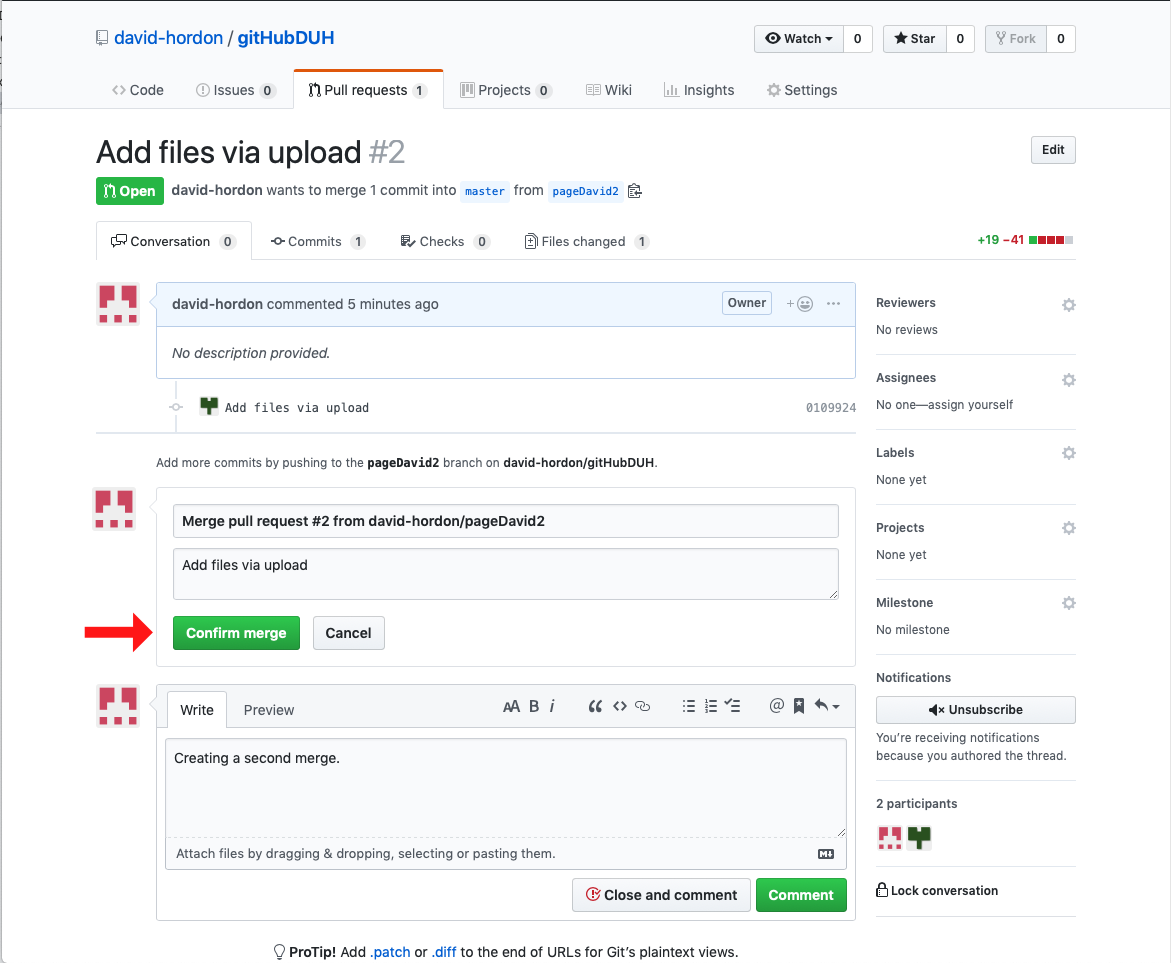 david-hordon / gitHubDUH
Watch 0 Star 0 Fork 0
Code Issues 0 Pull requests 1 Projects 0 Wiki Insights Settings
Add files via upload #2
Edit
Open david-hordon wants to merge 1 commit into master from pageDavid2
Conversation 0 Commits 1 Checks 0 Files changed 1
+19 −41
david-hordon commented 5 minutes ago
Owner
No description provided.
Add files via upload 0109924
Add more commits by pushing to the pageDavid2 branch on david-hordon/gitHubDUH.
Merge pull request #2 from david-hordon/pageDavid2
Add files via upload
Confirm merge Cancel
Write Preview
AA B i
Creating a second merge.
Attach files by dragging & dropping, selecting or pasting them.
Close and comment Comment
ProTip! Add .patch or .diff to the end of URLs for Git's plaintext views.
Reviewers
No reviews
Assignees
No one—assign yourself
Labels
None yet
Projects
None yet
Milestone
No milestone
Notifications
Unsubscribe
You're receiving notifications
because you authored the thread.
2 participants
Lock conversation